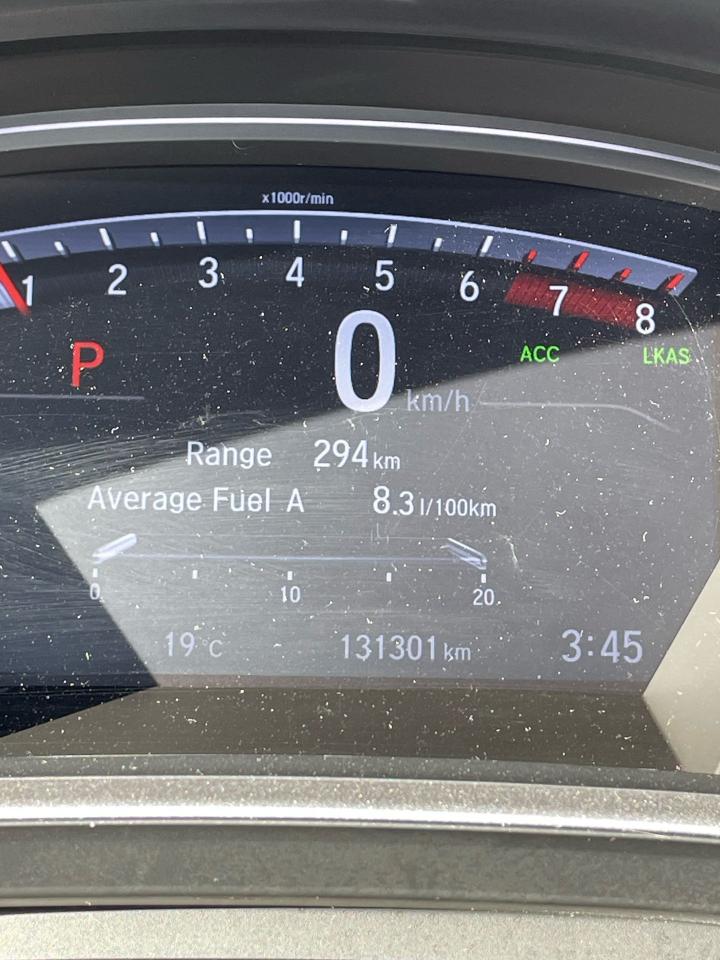 x1000r/min
1 2 3 4 5 6 7 8
P 0 km/h ACC LKAS
Range 294 km
Average Fuel A 8.3 l/100km
0 10 20
19 °C 131301 km 3:45